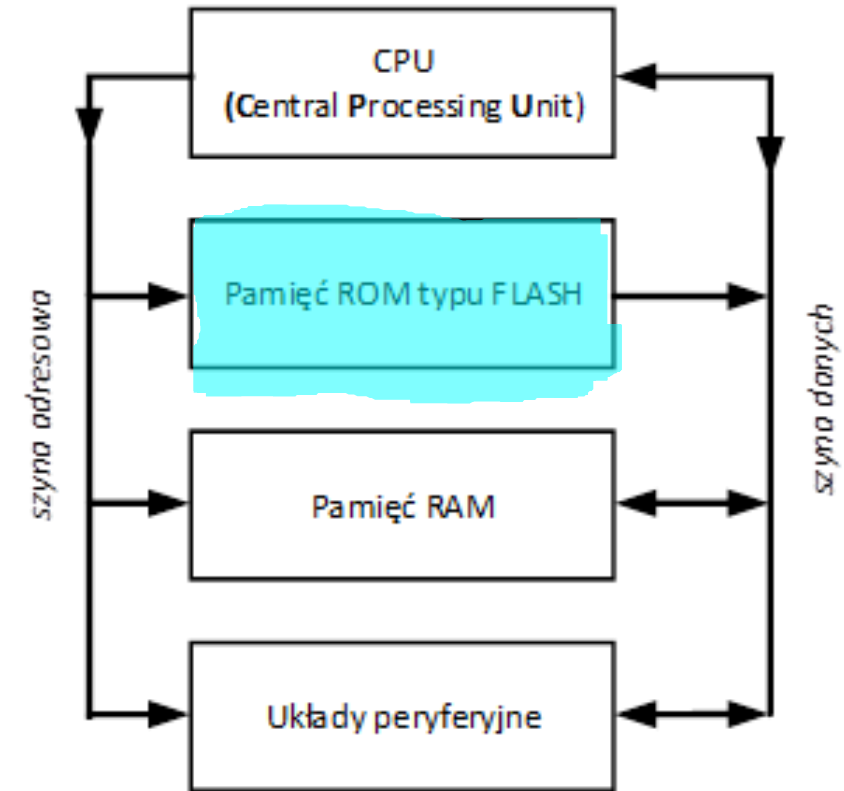 CPU
(Central Processing Unit)
Pamięć ROM typu FLASH
Pamięć RAM
Układy peryferyjne
szyna adresowa
szyna danych